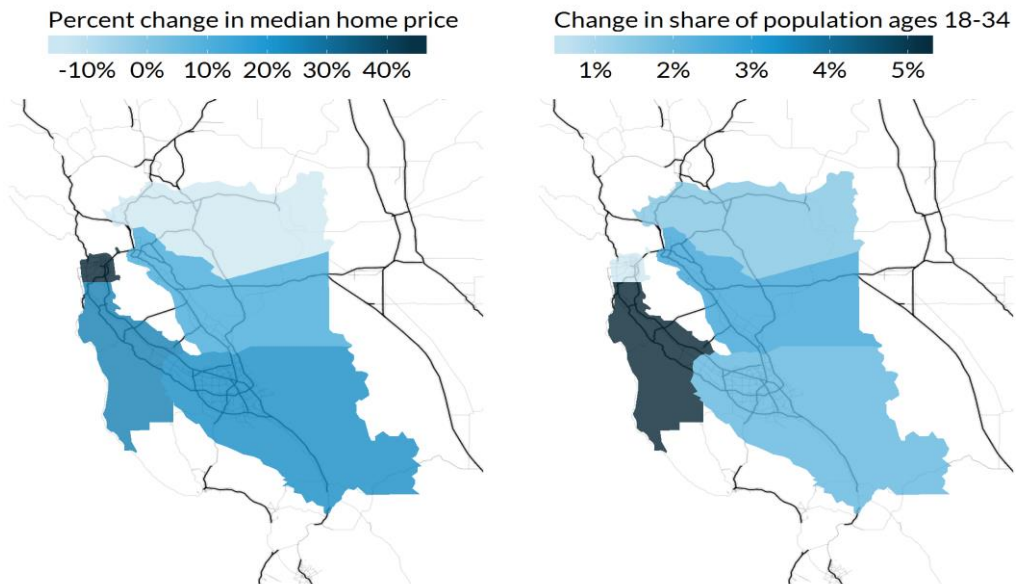 Percent change in median home price
-10% 0% 10% 20% 30% 40%
Change in share of population ages 18-34
1% 2% 3% 4% 5%